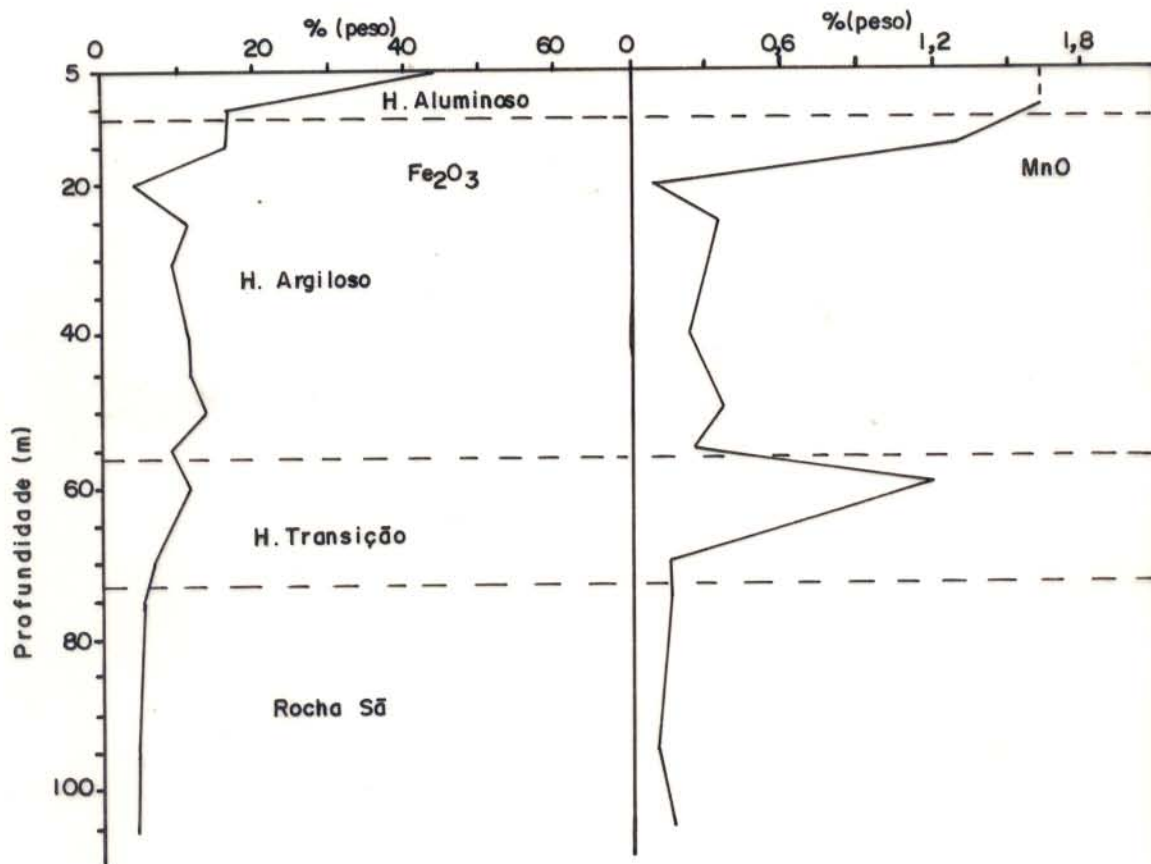 % (peso)
0 20 40 60
% (peso)
0 0,6 1,2 1,8
5
H. Aluminoso
Fe2O3
MnO
20
H. Argiloso
40
Profundidade (m)
60
H. Transição
80
Rocha Sã
100